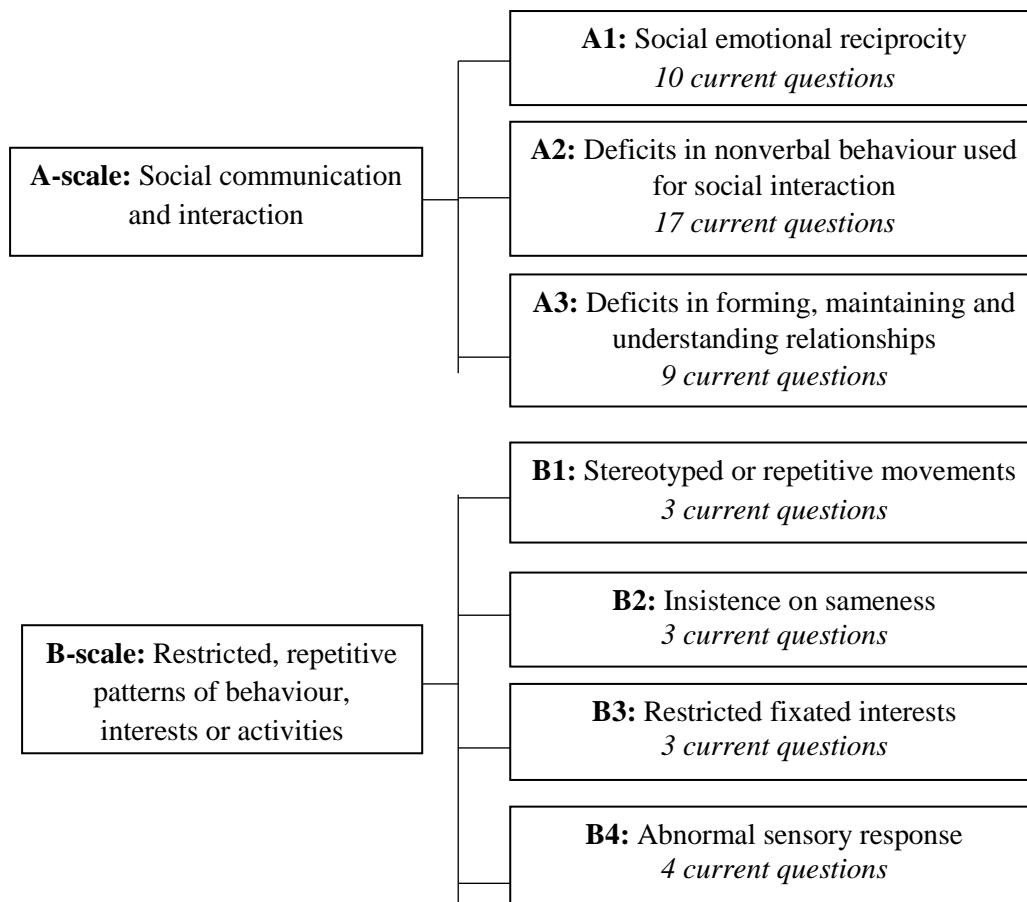 A-scale: Social communication
and interaction
A1: Social emotional reciprocity
10 current questions
A2: Deficits in nonverbal behaviour used
for social interaction
17 current questions
A3: Deficits in forming, maintaining and
understanding relationships
9 current questions
B-scale: Restricted, repetitive
patterns of behaviour,
interests or activities
B1: Stereotyped or repetitive movements
3 current questions
B2: Insistence on sameness
3 current questions
B3: Restricted fixated interests
3 current questions
B4: Abnormal sensory response
4 current questions